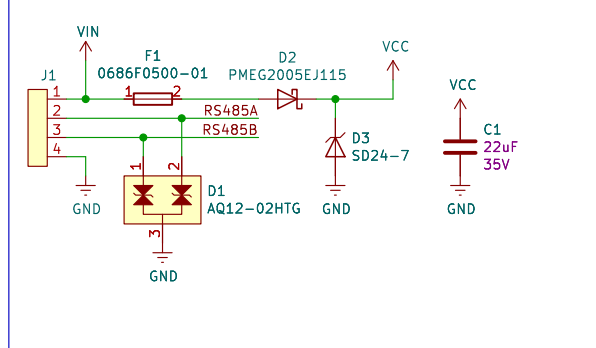 VIN
F1
0686F0500-01
D2
PMEG2005EJ115
VCC
J1
1
2
3
4
1
2
RS485A
RS485B
VCC
C1
22uF
35V
D3
SD24-7
1
2
D1
AQ12-02HTG
3
GND
GND
GND
GND